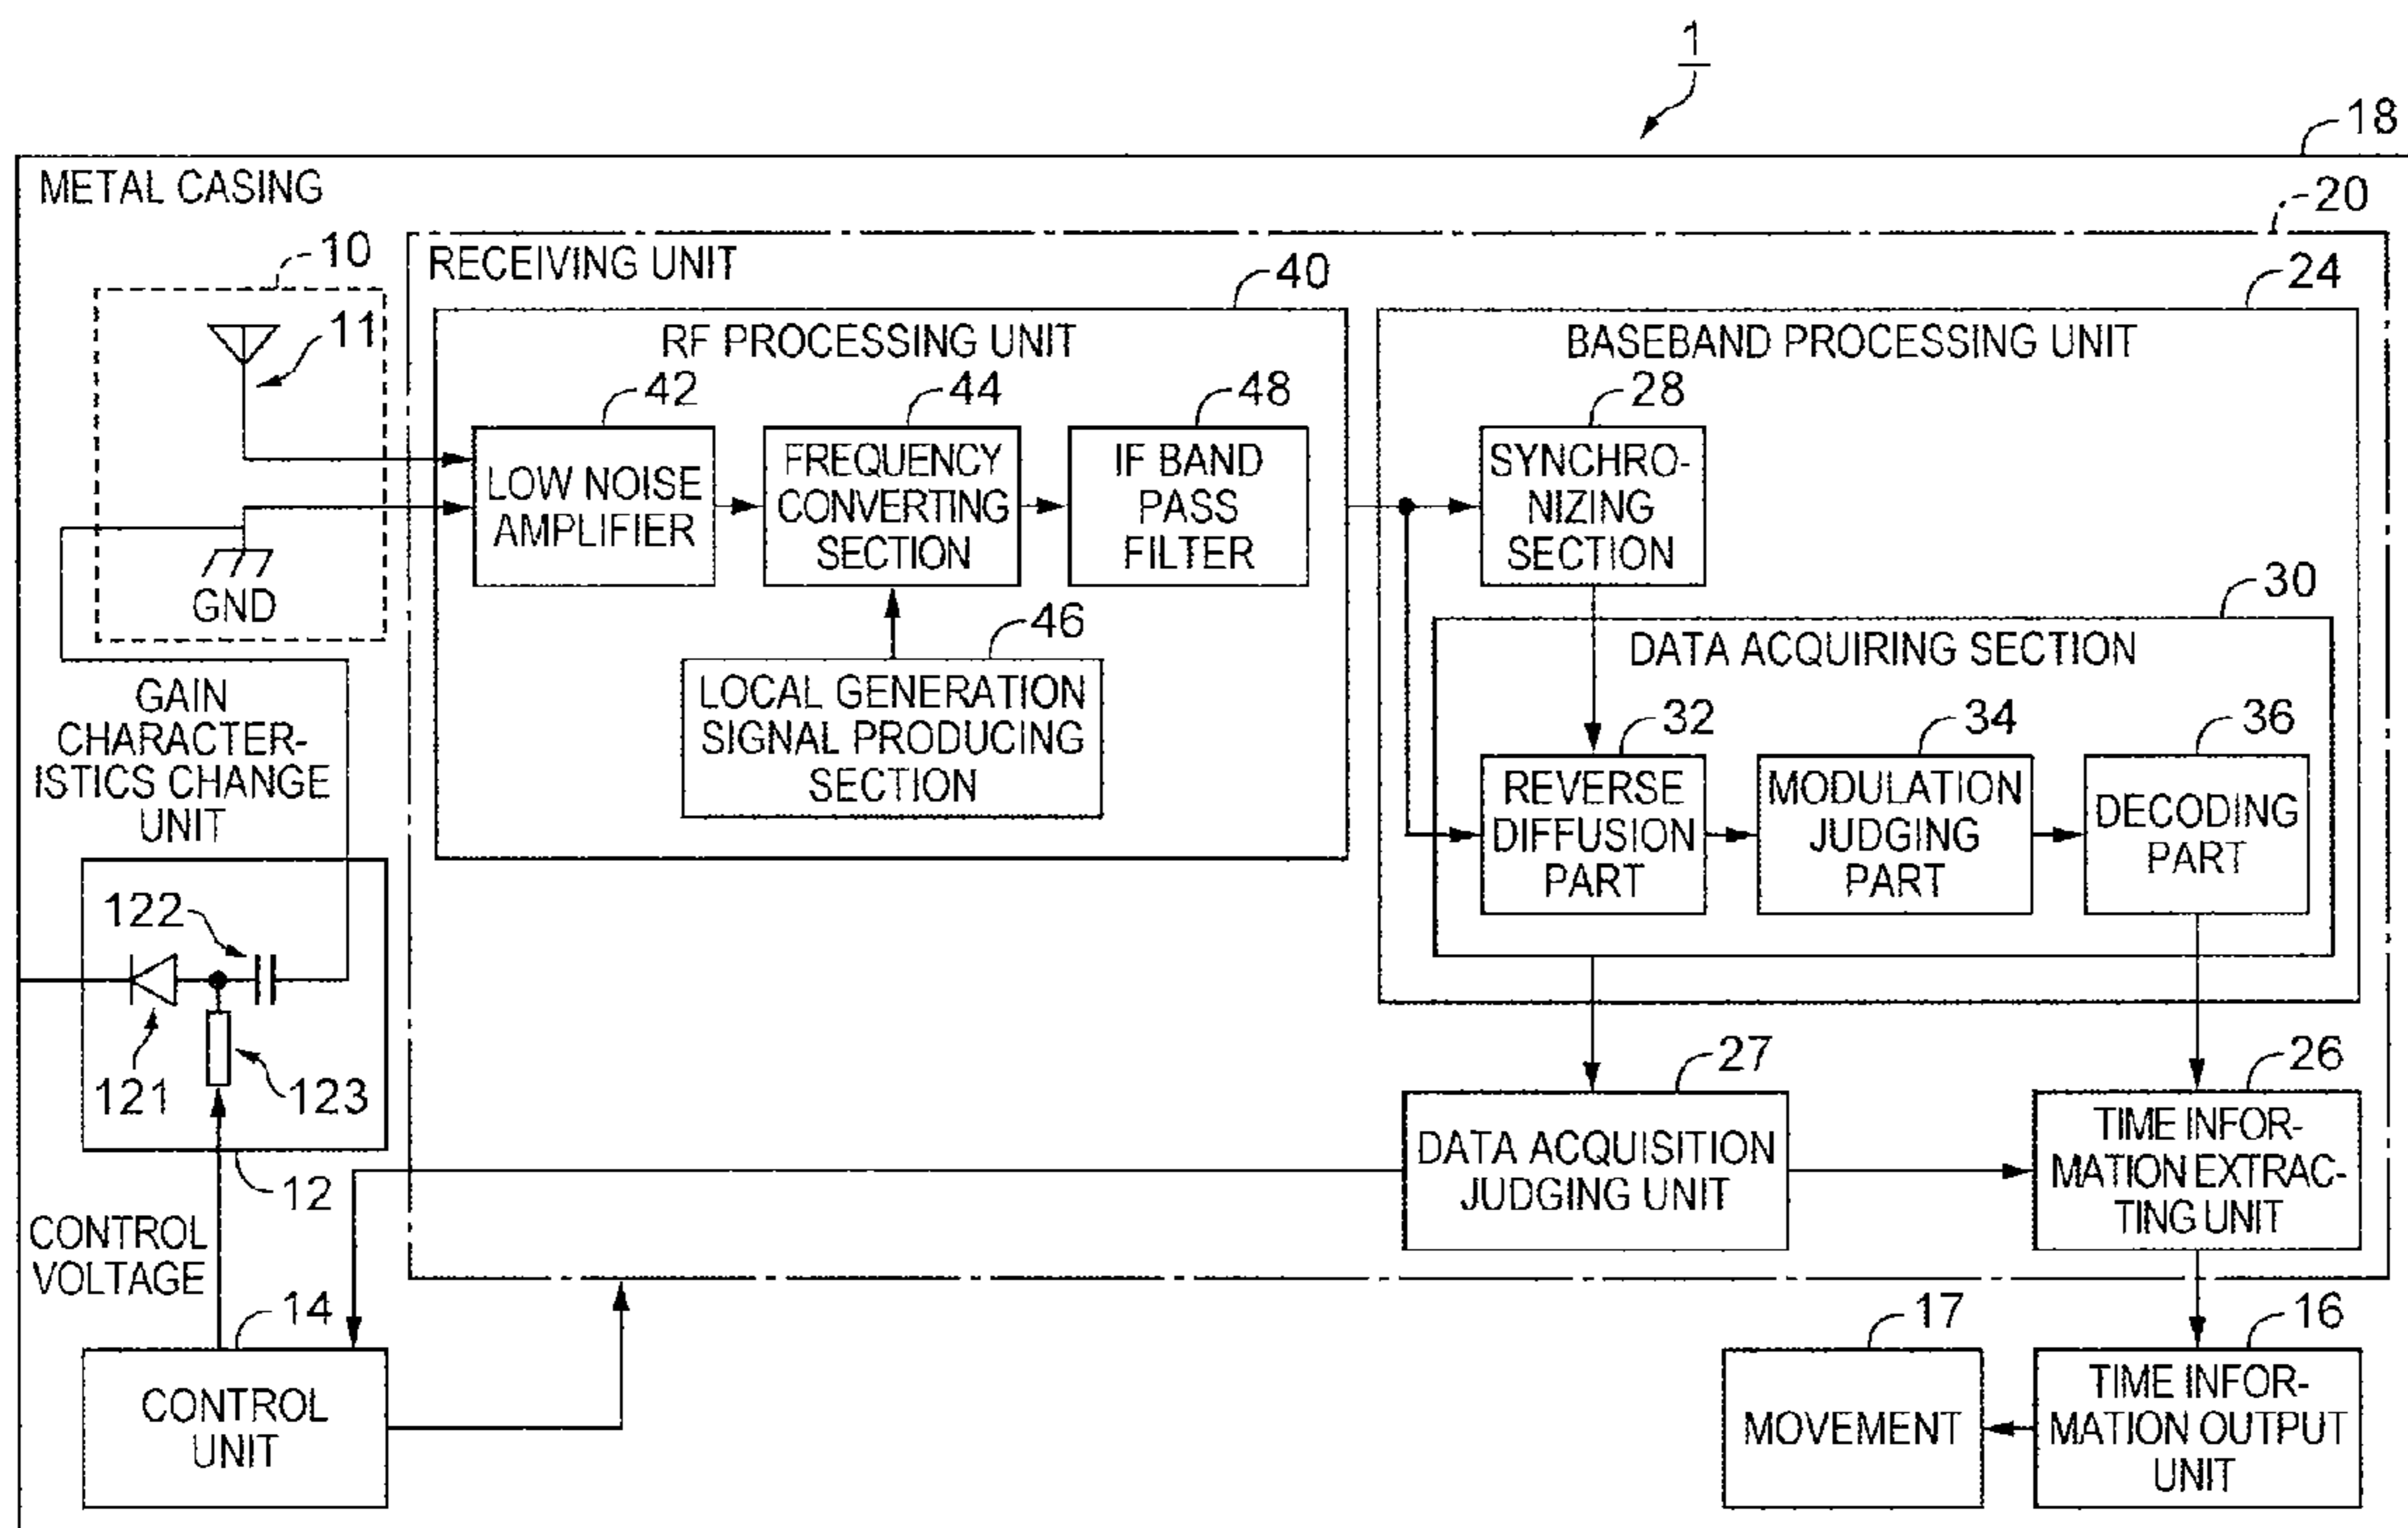 1
18
METAL CASING
20
10
RECEIVING UNIT
40
24
11
RF PROCESSING UNIT
BASEBAND PROCESSING UNIT
42
44
48
28
LOW NOISE
AMPLIFIER
FREQUENCY
CONVERTING
SECTION
IF BAND
PASS
FILTER
SYNCHRO-
NIZING
SECTION
GND
46
30
LOCAL GENERATION
SIGNAL PRODUCING
SECTION
DATA ACQUIRING SECTION
GAIN
CHARACTER-
ISTICS CHANGE
UNIT
32
34
36
REVERSE
DIFFUSION
PART
MODULATION
JUDGING
PART
DECODING
PART
122
121
123
12
27
26
DATA ACQUISITION
JUDGING UNIT
TIME INFOR-
MATION EXTRAC-
TING UNIT
CONTROL
VOLTAGE
14
17
16
CONTROL
UNIT
MOVEMENT
TIME INFOR-
MATION OUTPUT
UNIT